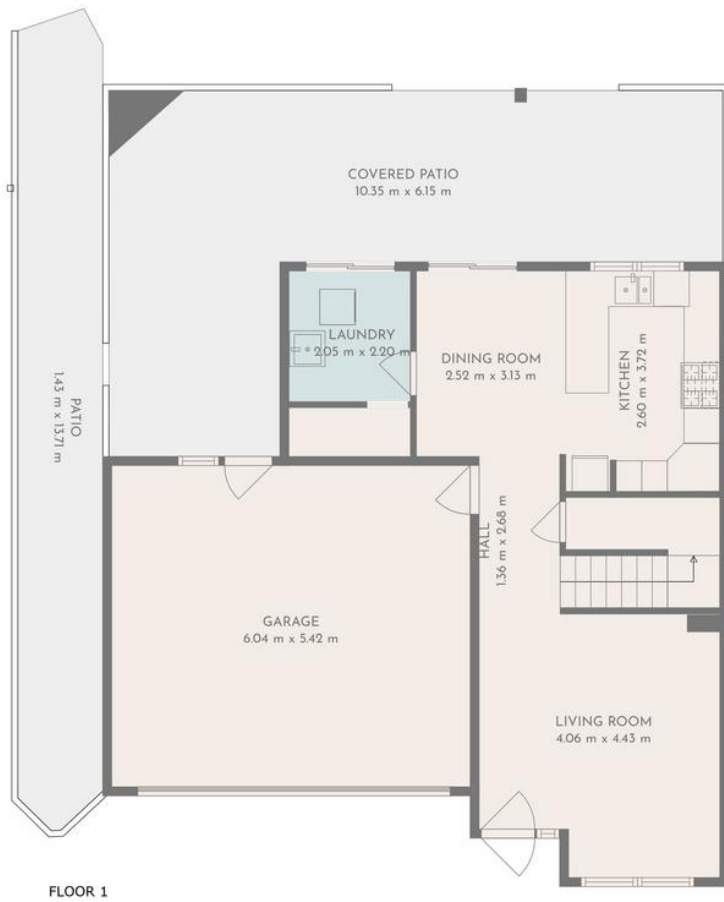 COVERED PATIO
10.35 m x 6.15 m
LAUNDRY
2.05 m x 2.20 m
DINING ROOM
2.52 m x 3.13 m
KITCHEN
2.60 m x 3.72 m
PATIO
1.43 m x 13.71 m
HALL
1.36 m x 2.68 m
GARAGE
6.04 m x 5.42 m
LIVING ROOM
4.06 m x 4.43 m
FLOOR 1